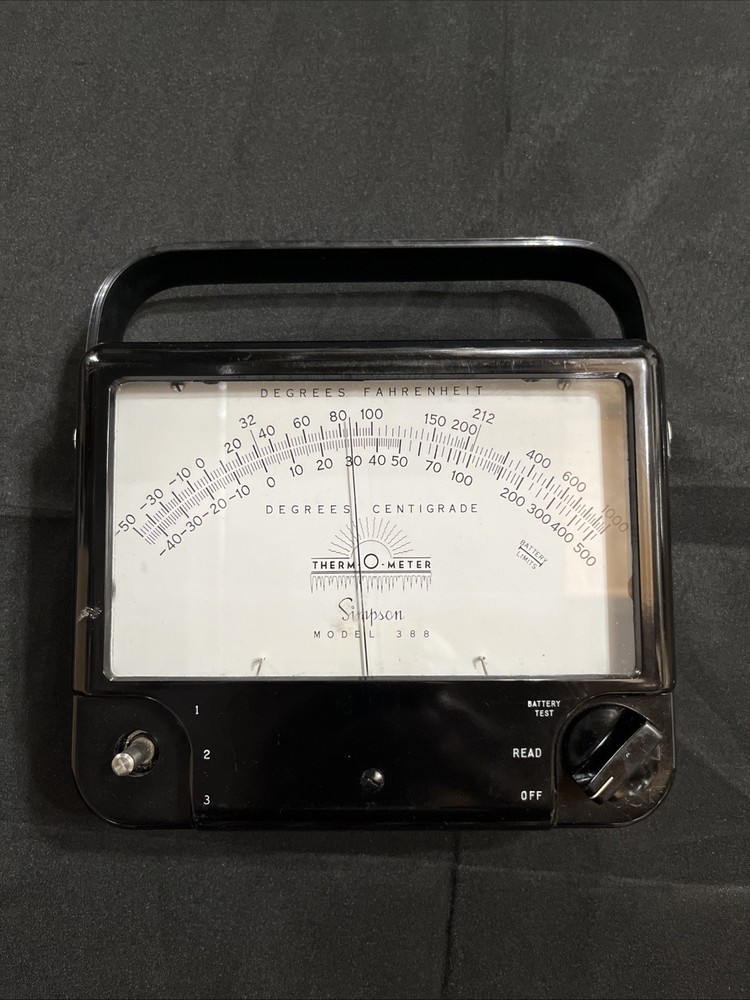 DEGREES FAHRENHEIT
-50 -30 -10 0 20 32 40 60 80 100 150 200 212 400 600 1000
-40 -30 -20 -10 0 10 20 30 40 50 70 100 200 300 400 500
DEGREES CENTIGRADE
BATTERY
LIMITS
THERM-O-METER
Simpson
MODEL 388
1
BATTERY
TEST
2
READ
3
OFF